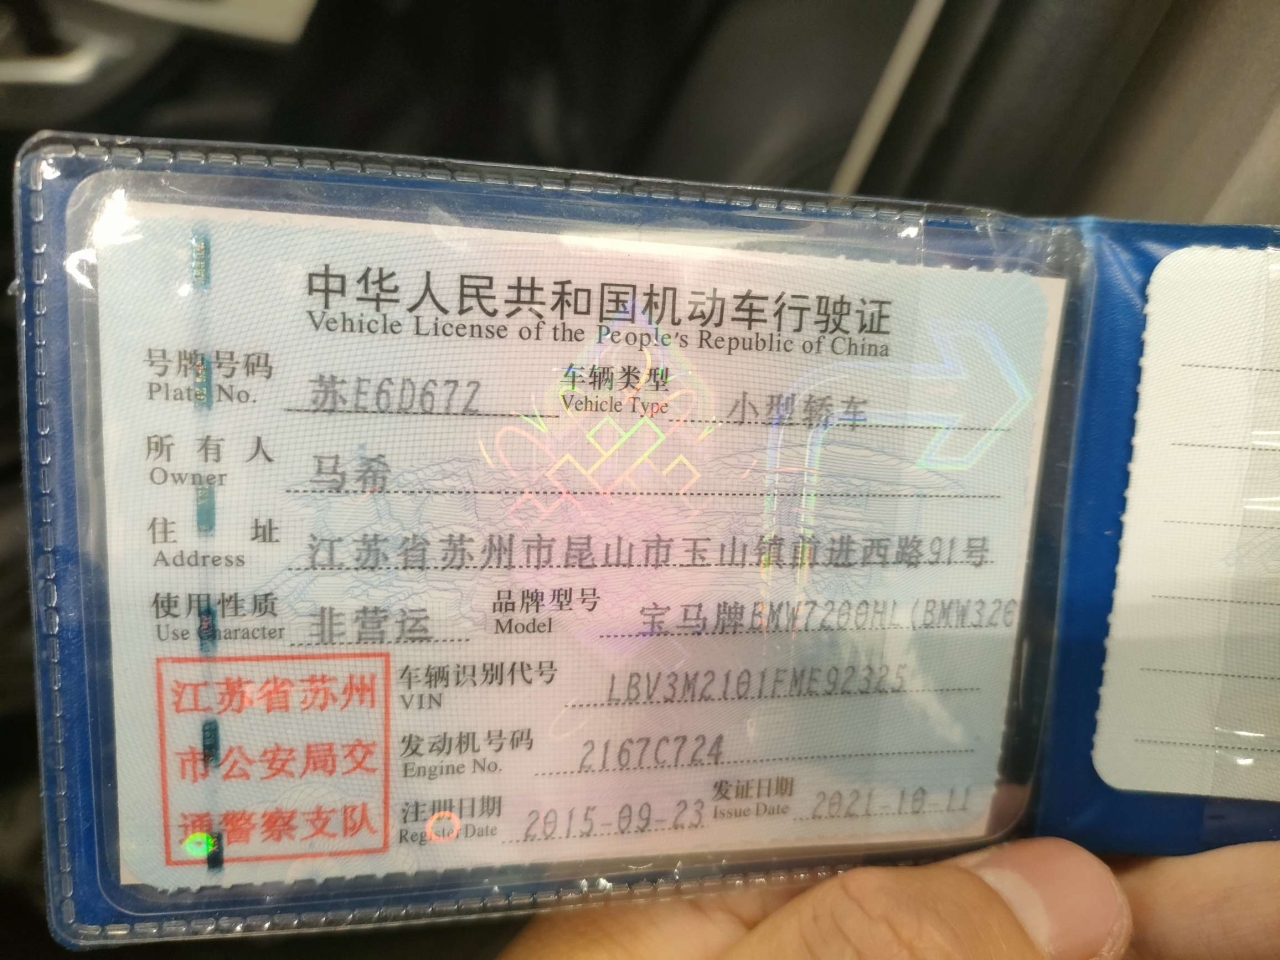 中华人民共和国机动车行驶证
Vehicle License of the People's Republic of China
号牌号码 苏E6D67Z 车辆类型 小型轿车
Plate No. Vehicle Type
所有人 马希
Owner
住址 江苏省苏州市昆山市玉山镇前进西路91号
Address
使用性质 非营运 品牌型号 宝马牌BMW7200HL(BMW320
Use Character Model
江苏省苏州
市公安局交
通警察支队
车辆识别代号 LBV3M2101FME92325
VIN
发动机号码 2167C724
Engine No.
注册日期 2015-09-23 发证日期 2021-10-11
Register Date Issue Date